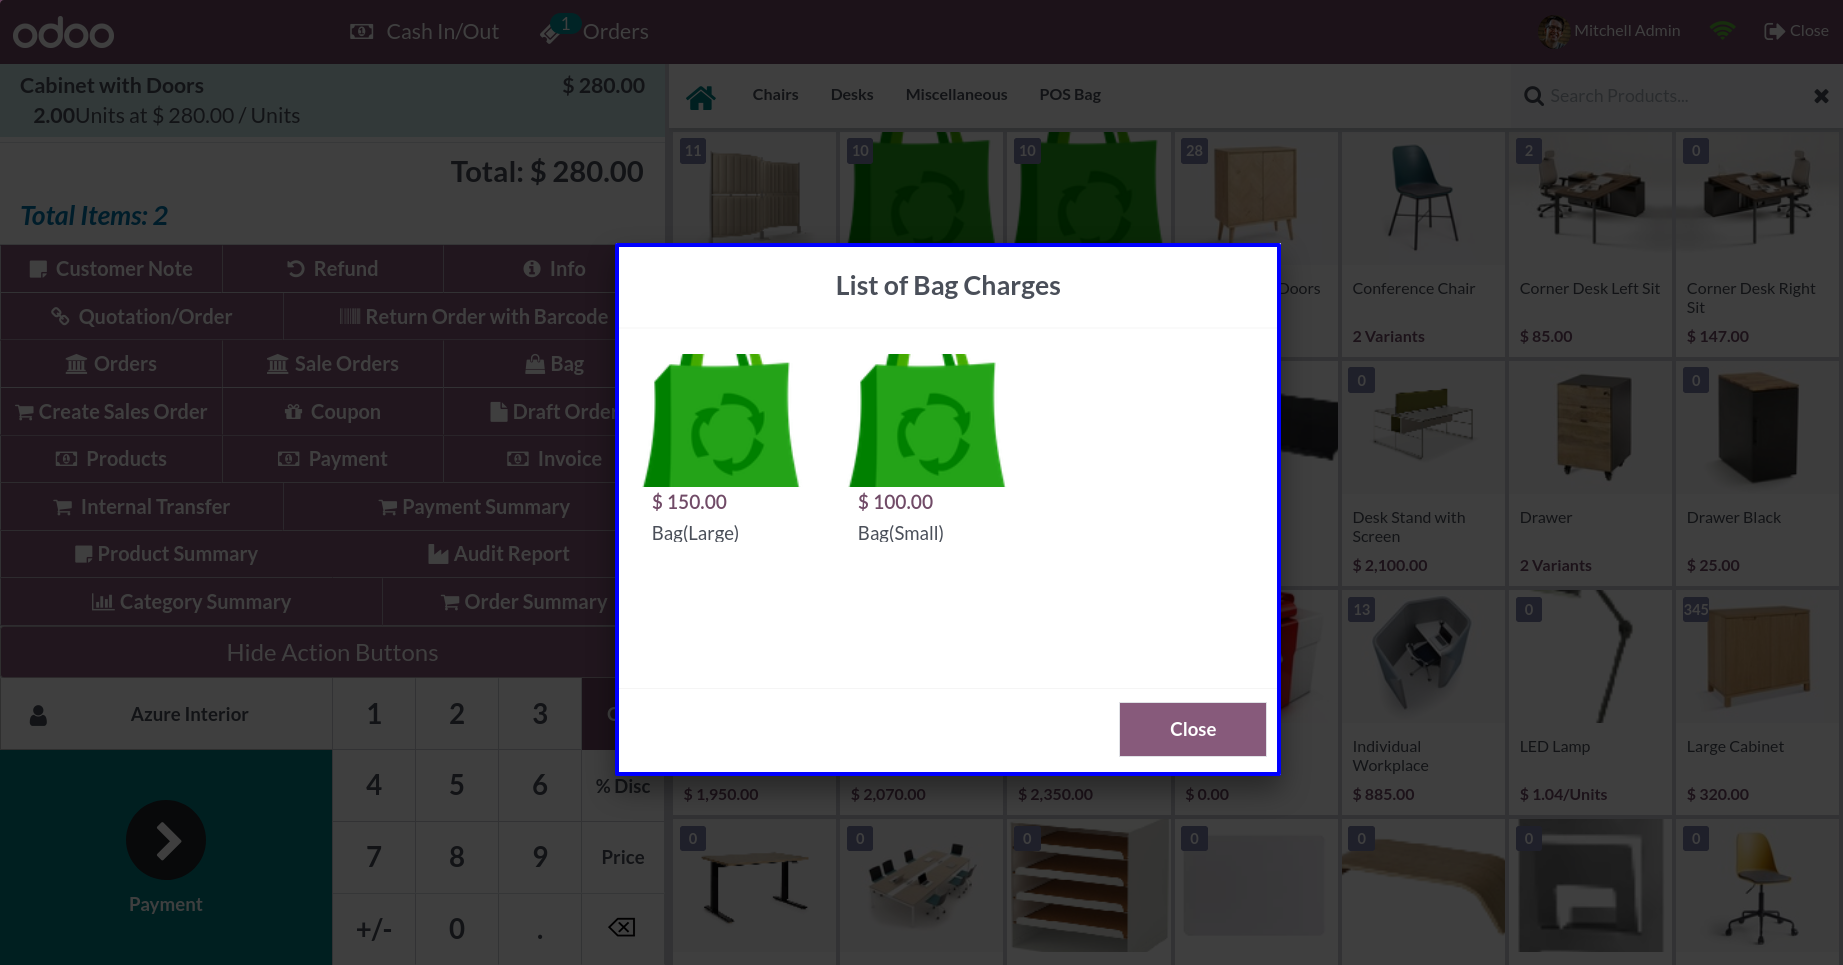 odoo
Cash In/Out
1
Orders
Mitchell Admin
Close
Cabinet with Doors
$ 280.00
2.00Units at $ 280.00 / Units
Total: $ 280.00
Total Items: 2
Customer Note
Refund
Info
Quotation/Order
Return Order with Barcode
Orders
Sale Orders
Bag
Create Sales Order
Coupon
Draft Order
Products
Payment
Invoice
Internal Transfer
Payment Summary
Product Summary
Audit Report
Category Summary
Order Summary
Hide Action Buttons
Azure Interior
1
2
3
4
5
6
% Disc
7
8
9
Price
+/-
0
.
Payment
Chairs
Desks
Miscellaneous
POS Bag
Search Products...
11
10
10
28
2
0
Doors
Conference Chair
Corner Desk Left Sit
Corner Desk Right
Sit
2 Variants
$ 85.00
$ 147.00
List of Bag Charges
$ 150.00
$ 100.00
Bag(Large)
Bag(Small)
Close
0
0
Desk Stand with
Screen
Drawer
Drawer Black
$ 2,100.00
2 Variants
$ 25.00
13
0
345
Individual
Workplace
LED Lamp
Large Cabinet
$ 1,950.00
$ 2,070.00
$ 2,350.00
$ 0.00
$ 885.00
$ 1.04/Units
$ 320.00
0
0
0
0
0
0
0